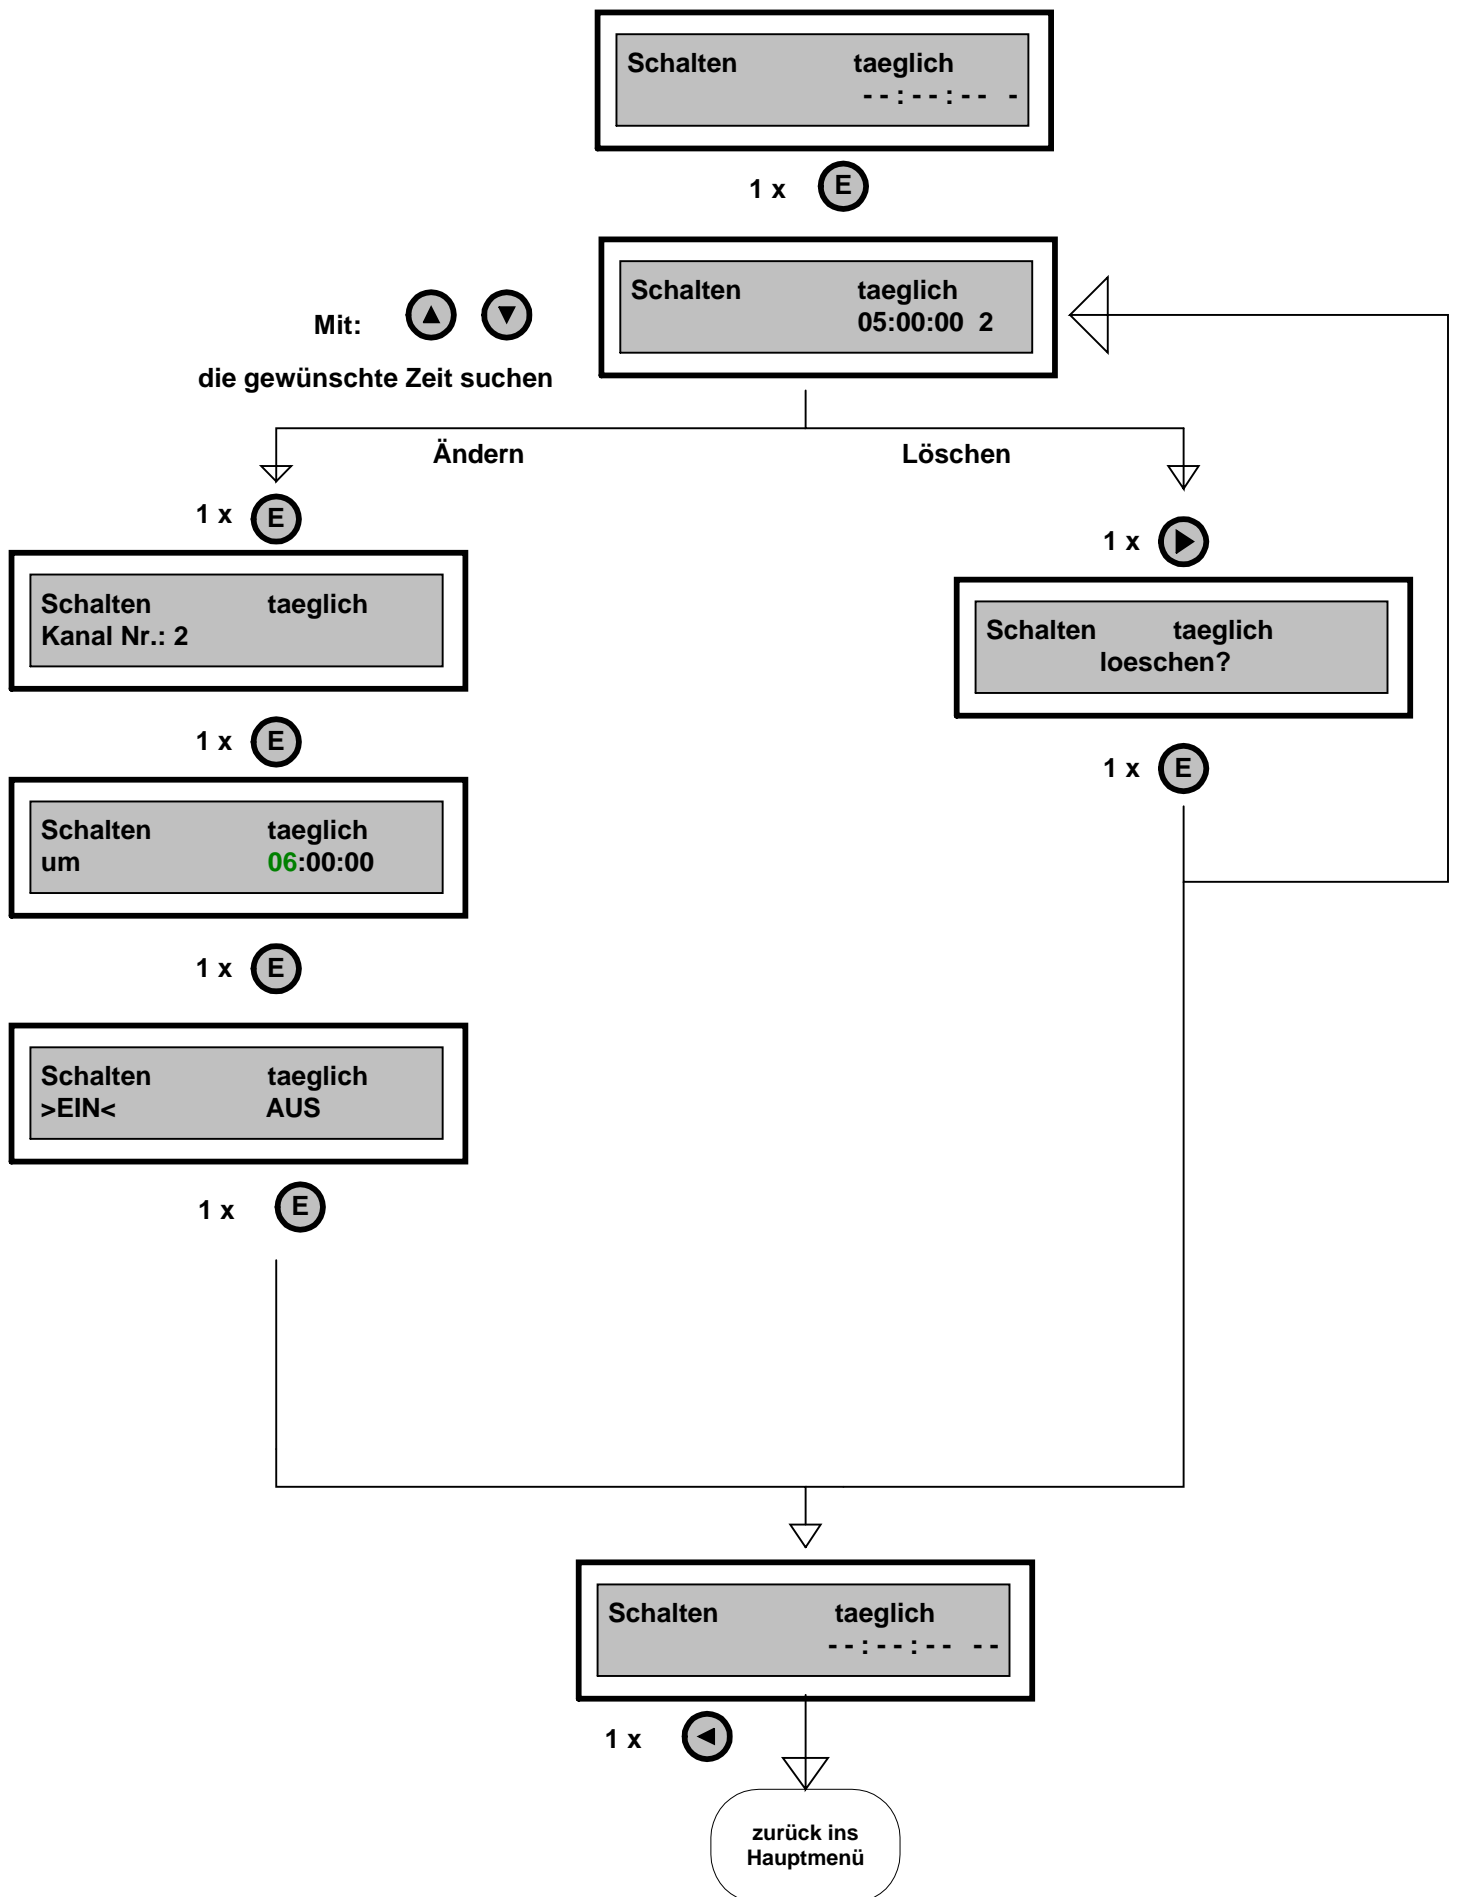 Schalten taeglich
--:--:-- -
1 x E
Schalten taeglich
05:00:00 2
Mit:
die gewünschte Zeit suchen
Ändern
Löschen
1 x E
Schalten taeglich
Kanal Nr.: 2
1 x E
Schalten taeglich
um 06:00:00
1 x E
Schalten taeglich
>EIN< AUS
1 x E
1 x
Schalten taeglich
loeschen?
1 x E
Schalten taeglich
--:--:-- --
1 x
zurück ins
Hauptmenü